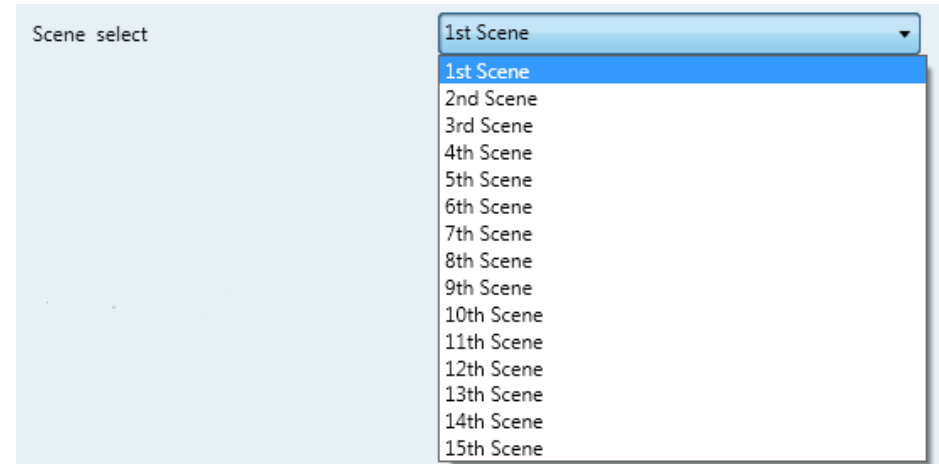 Scene select
1st Scene
1st Scene
2nd Scene
3rd Scene
4th Scene
5th Scene
6th Scene
7th Scene
8th Scene
9th Scene
10th Scene
11th Scene
12th Scene
13th Scene
14th Scene
15th Scene